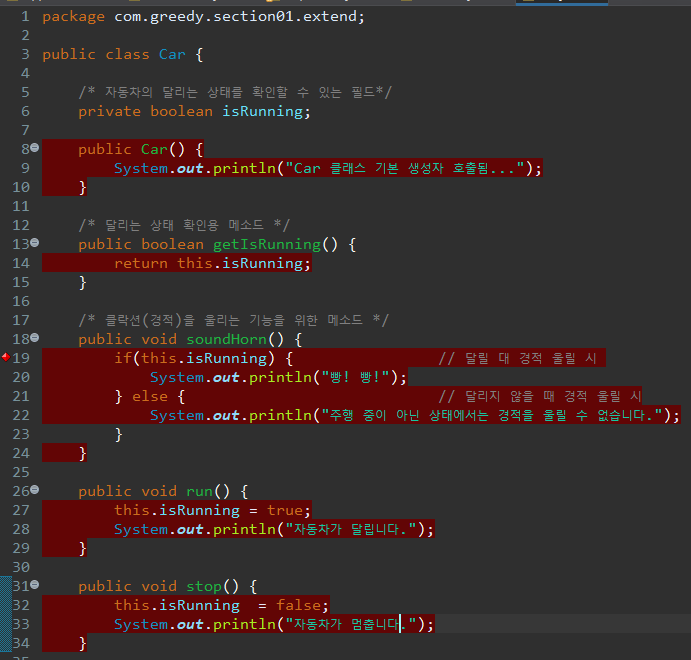 1 package com.greedy.section01.extend;
2
3 public class Car {
4
5 /* 자동차의 달리는 상태를 확인할 수 있는 필드*/
6 private boolean isRunning;
7
8 public Car() {
9 System.out.println("Car 클래스 기본 생성자 호출됨...");
10 }
11
12 /* 달리는 상태 확인용 메소드 */
13 public boolean getIsRunning() {
14 return this.isRunning;
15 }
16
17 /* 클락션(경적)을 울리는 기능을 위한 메소드 */
18 public void soundHorn() {
19 if(this.isRunning) { // 달릴 대 경적 울릴 시
20 System.out.println("빵! 빵!");
21 } else { // 달리지 않을 때 경적 울릴 시
22 System.out.println("주행 중이 아닌 상태에서는 경적을 울릴 수 없습니다.");
23 }
24 }
25
26 public void run() {
27 this.isRunning = true;
28 System.out.println("자동차가 달립니다.");
29 }
30
31 public void stop() {
32 this.isRunning  = false;
33 System.out.println("자동차가 멈춥니다.");
34 }